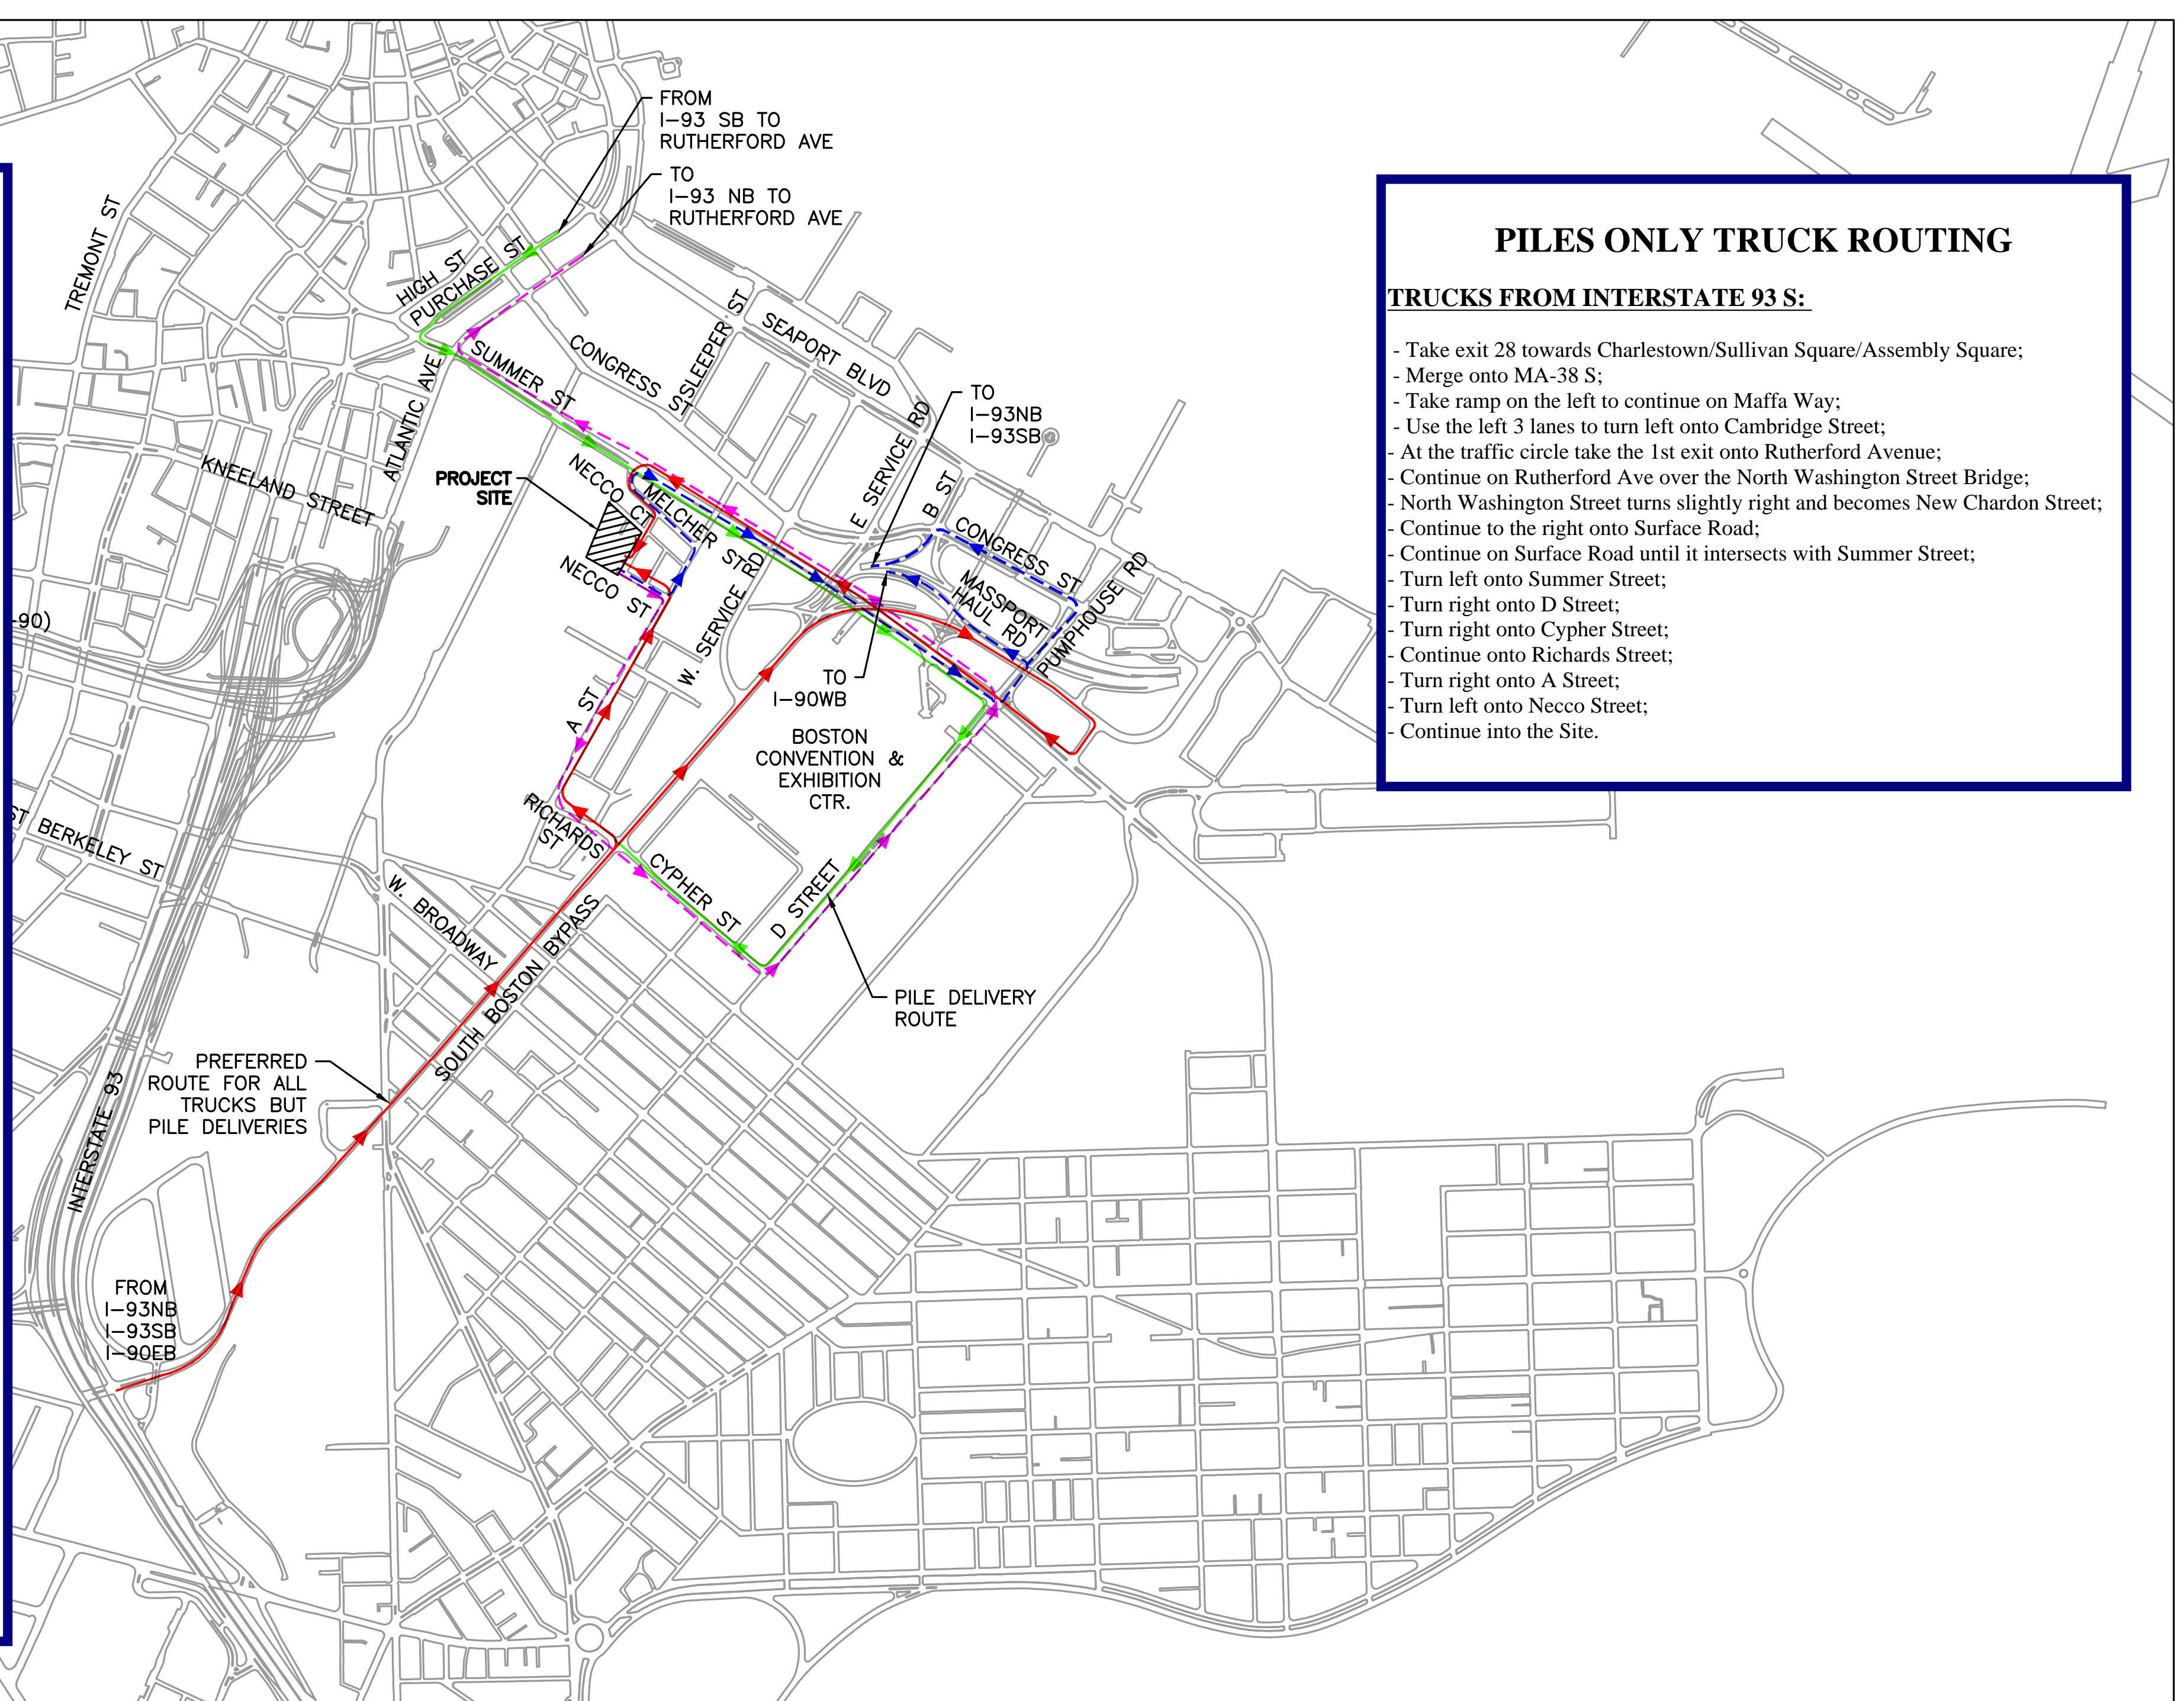 FROM
I-93 SB TO
RUTHERFORD AVE
TO
I-93 NB TO
RUTHERFORD AVE
TREMONT ST
HIGH ST
PURCHASE ST
SUMMER ST
ATLANTIC AVE
CONGRESS ST
SLEEPER ST
SEAPORT BLVD
KNEELAND STREET
PROJECT
SITE
NECCO CT
MELCHER ST
NECCO ST
E SERVICE RD
B ST
TO
I-93NB
I-93SB
CONGRESS ST
MASSPORT
HAUL RD
PUMPHOUSE RD
W. SERVICE RD
TO
I-90WB
-90)
A ST
BOSTON
CONVENTION &
EXHIBITION
CTR.
RICHARDS
ST
CYPHER ST
D STREET
ST BERKELEY ST
W. BROADWAY
SOUTH BOSTON BYPASS
PILE DELIVERY
ROUTE
PREFERRED
ROUTE FOR ALL
TRUCKS BUT
PILE DELIVERIES
INTERSTATE 93
FROM
I-93NB
I-93SB
I-90EB
PILES ONLY TRUCK ROUTING
TRUCKS FROM INTERSTATE 93 S:
- Take exit 28 towards Charlestown/Sullivan Square/Assembly Square;
- Merge onto MA-38 S;
- Take ramp on the left to continue on Maffa Way;
- Use the left 3 lanes to turn left onto Cambridge Street;
- At the traffic circle take the 1st exit onto Rutherford Avenue;
- Continue on Rutherford Ave over the North Washington Street Bridge;
- North Washington Street turns slightly right and becomes New Chardon Street;
- Continue to the right onto Surface Road;
- Continue on Surface Road until it intersects with Summer Street;
- Turn left onto Summer Street;
- Turn right onto D Street;
- Turn right onto Cypher Street;
- Continue onto Richards Street;
- Turn right onto A Street;
- Turn left onto Necco Street;
- Continue into the Site.